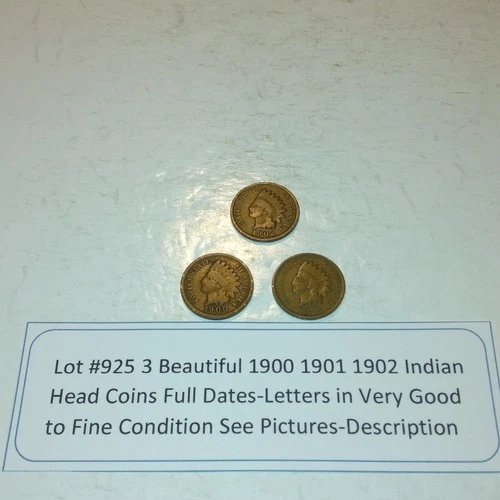 Lot #925 3 Beautiful 1900 1901 1902 Indian
Head Coins Full Dates-Letters in Very Good
to Fine Condition See Pictures-Description